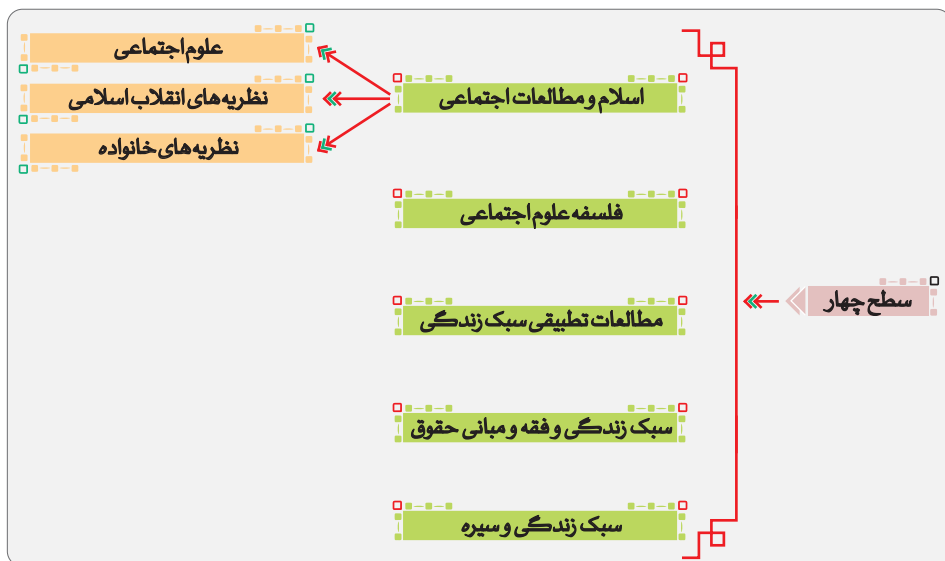 سطح چهار
اسلام و مطالعات اجتماعی
علوم اجتماعی
نظریه‌های انقلاب اسلامی
نظریه‌های خانواده
فلسفه علوم اجتماعی
مطالعات تطبیقی سبک زندگی
سبک زندگی و فقه و مبانی حقوق
سبک زندگی و سیره